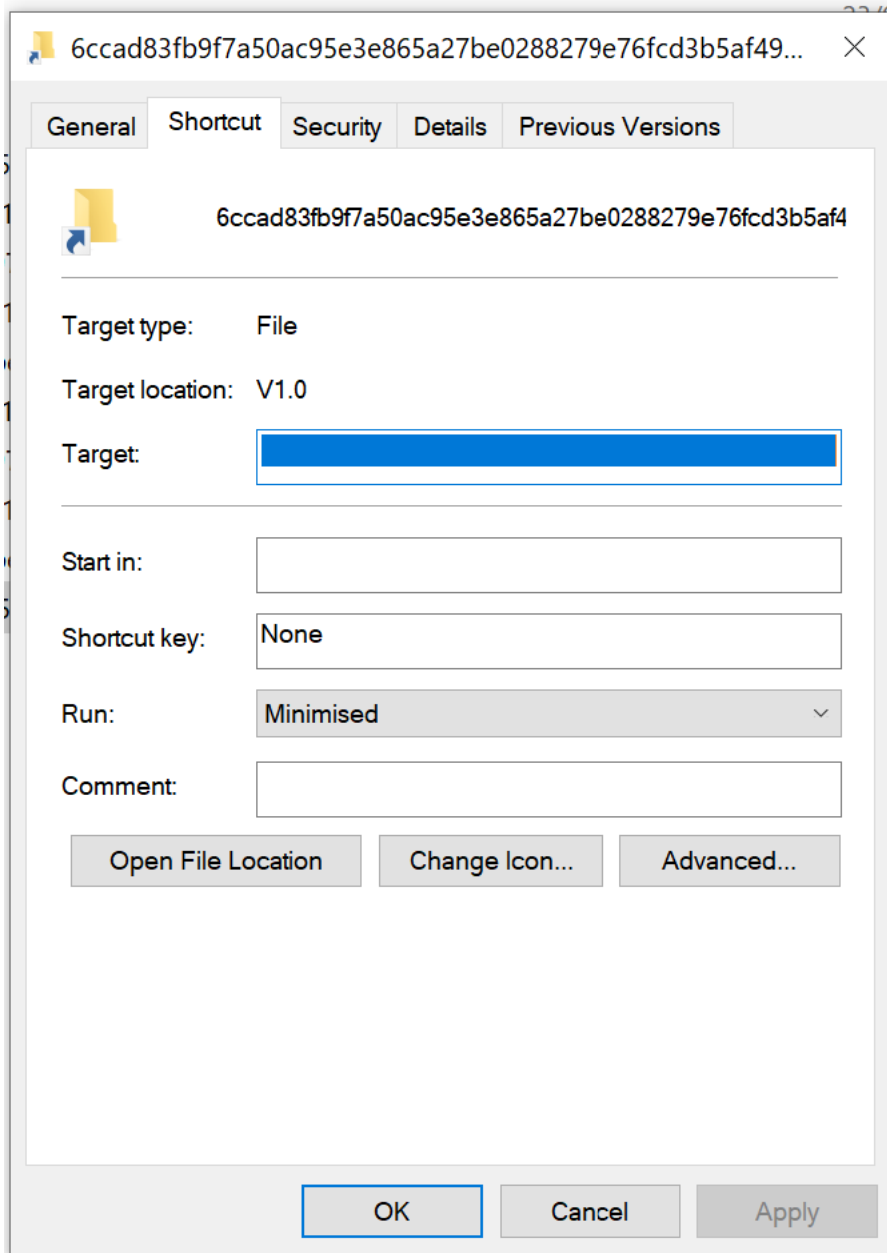 6ccad83fb9f7a50ac95e3e865a27be0288279e76fcd3b5af49...
General Shortcut Security Details Previous Versions
6ccad83fb9f7a50ac95e3e865a27be0288279e76fcd3b5af4
Target type: File
Target location: V1.0
Target:
Start in:
Shortcut key: None
Run: Minimised
Comment:
Open File Location Change Icon... Advanced...
OK Cancel Apply